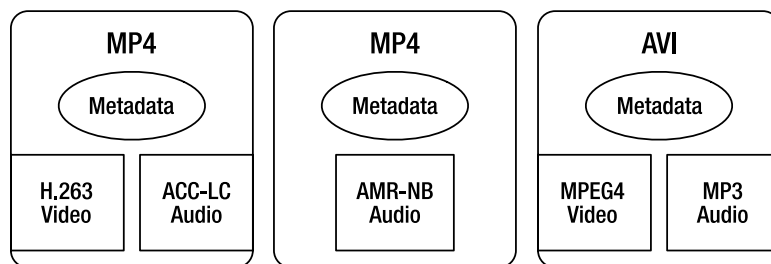 MP4
Metadata
H.263
Video
ACC-LC
Audio
MP4
Metadata
AMR-NB
Audio
AVI
Metadata
MPEG4
Video
MP3
Audio